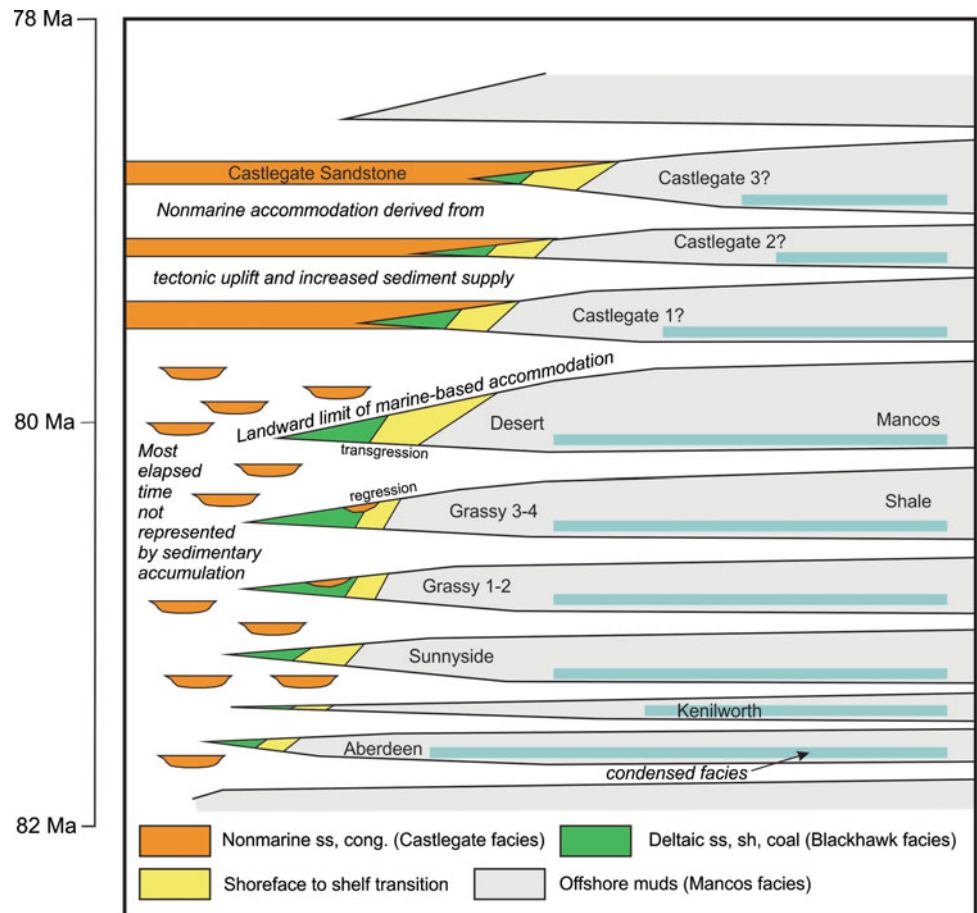 78 Ma
Castlegate Sandstone
Castlegate 3?
Nonmarine accommodation derived from
Castlegate 2?
tectonic uplift and increased sediment supply
Castlegate 1?
Landward limit of marine-based accommodation
80 Ma
Desert
Mancos
transgression
Most
elapsed
time
not
represented
by sedimentary
accumulation
regression
Grassy 3-4
Shale
Grassy 1-2
Sunnyside
Kenilworth
Aberdeen
condensed facies
82 Ma
Nonmarine ss, cong. (Castlegate facies)
Deltaic ss, sh, coal (Blackhawk facies)
Shoreface to shelf transition
Offshore muds (Mancos facies)